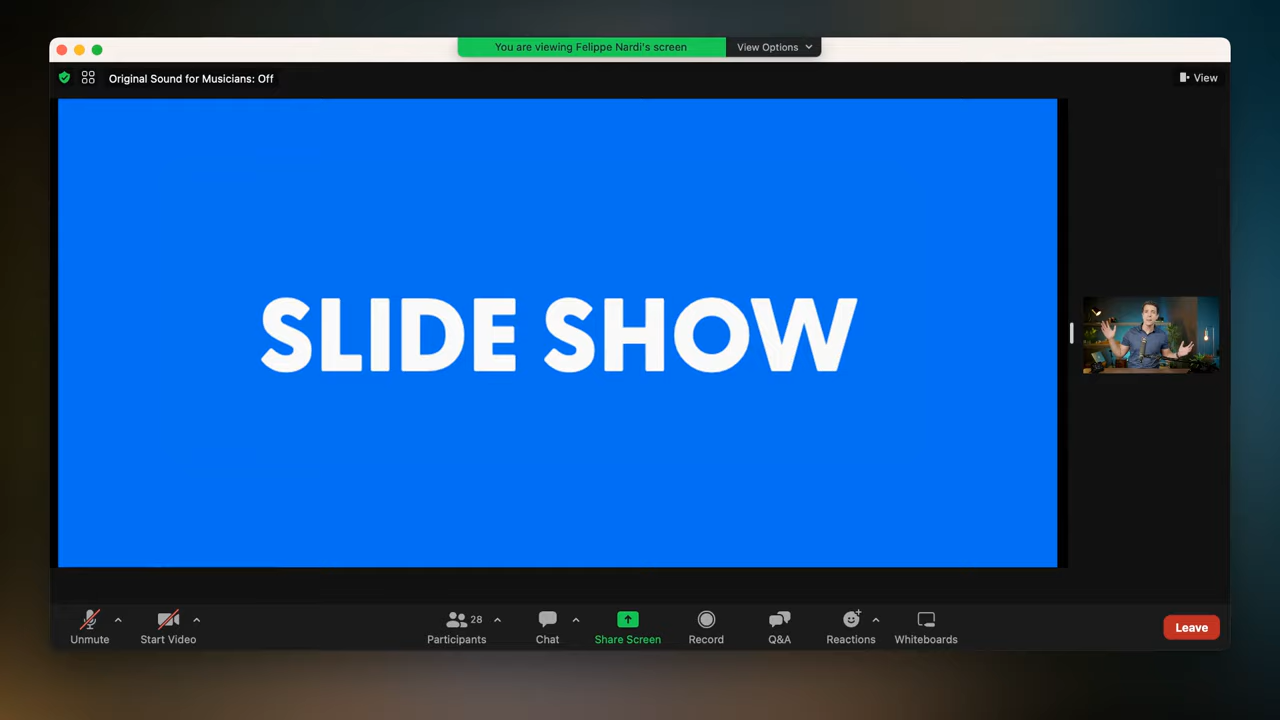 You are viewing Felippe Nardi's screen View Options
Original Sound for Musicians: Off
View
SLIDE SHOW
28
Unmute
Start Video
Participants
Chat
Share Screen
Record
Q&A
Reactions
Whiteboards
Leave